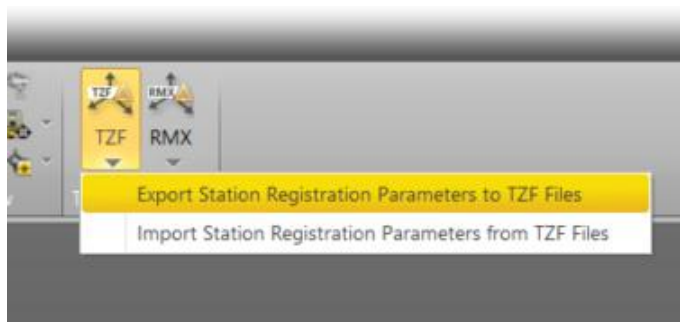 TZF RMX
TZF RMX
Export Station Registration Parameters to TZF Files
Import Station Registration Parameters from TZF Files